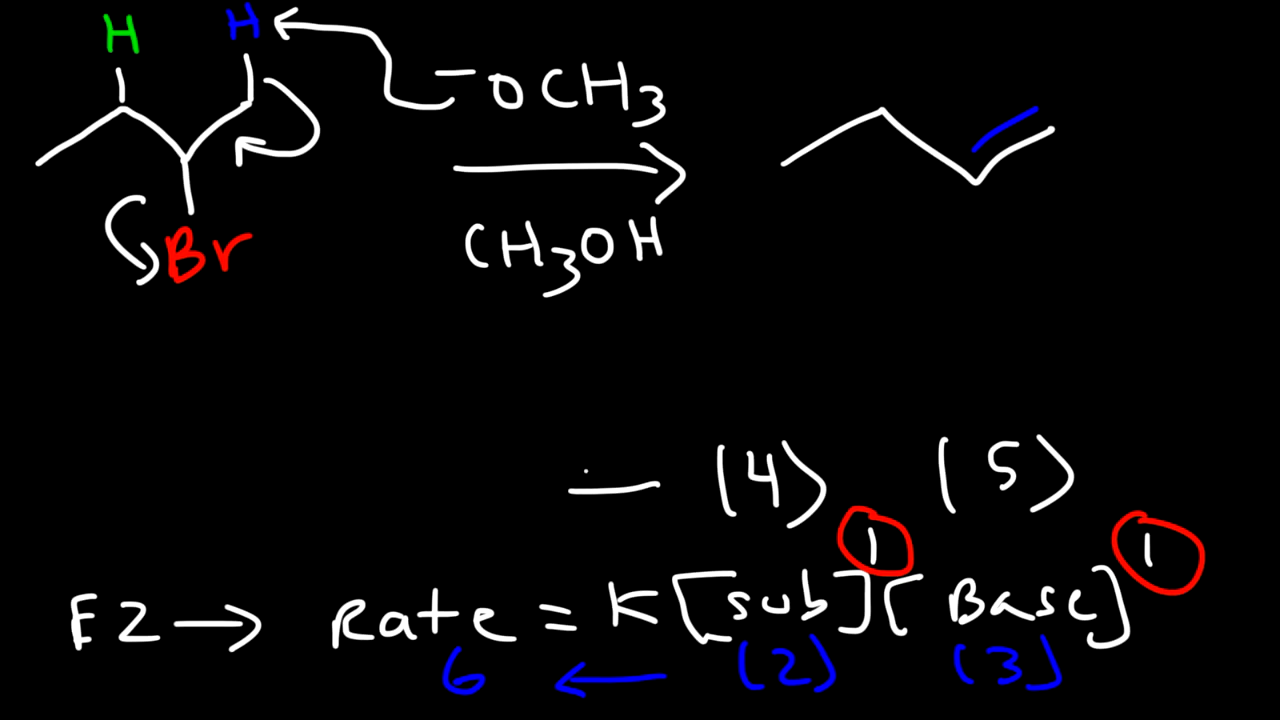 H H
⁻OCH₃
Br
CH₃OH
— (4) (5)
E2 → Rate = K[sub]¹[Base]¹
6 ← (2) (3)